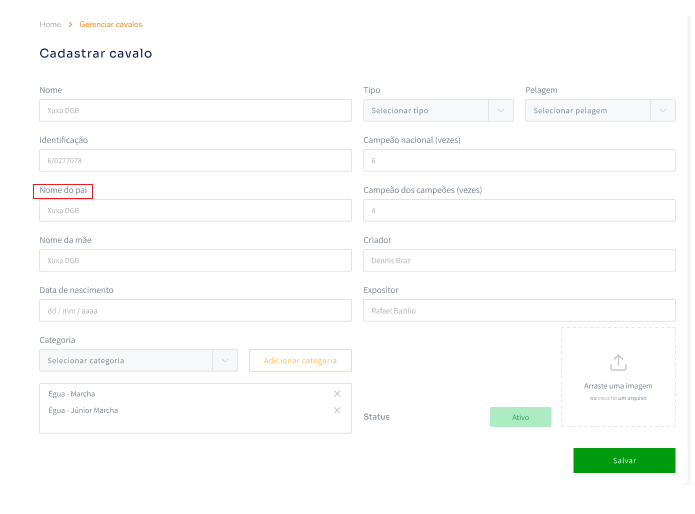 Home > Gerenciar cavalos
Cadastrar cavalo
Nome
Xuxa DGB
Tipo
Selecionar tipo
Pelagem
Selecionar pelagem
Identificação
6/0277078
Campeão nacional (vezes)
6
Nome do pai
Xuxa DGB
Campeão dos campeões (vezes)
4
Nome da mãe
Xuxa DGB
Criador
Dennis Braz
Data de nascimento
dd / mm / aaaa
Expositor
Rafael Bazílio
Categoria
Selecionar categoria
Adicionar categoria
Égua - Marcha
Égua - Júnior Marcha
Status
Ativo
Arraste uma imagem
ou escolha um arquivo
Salvar